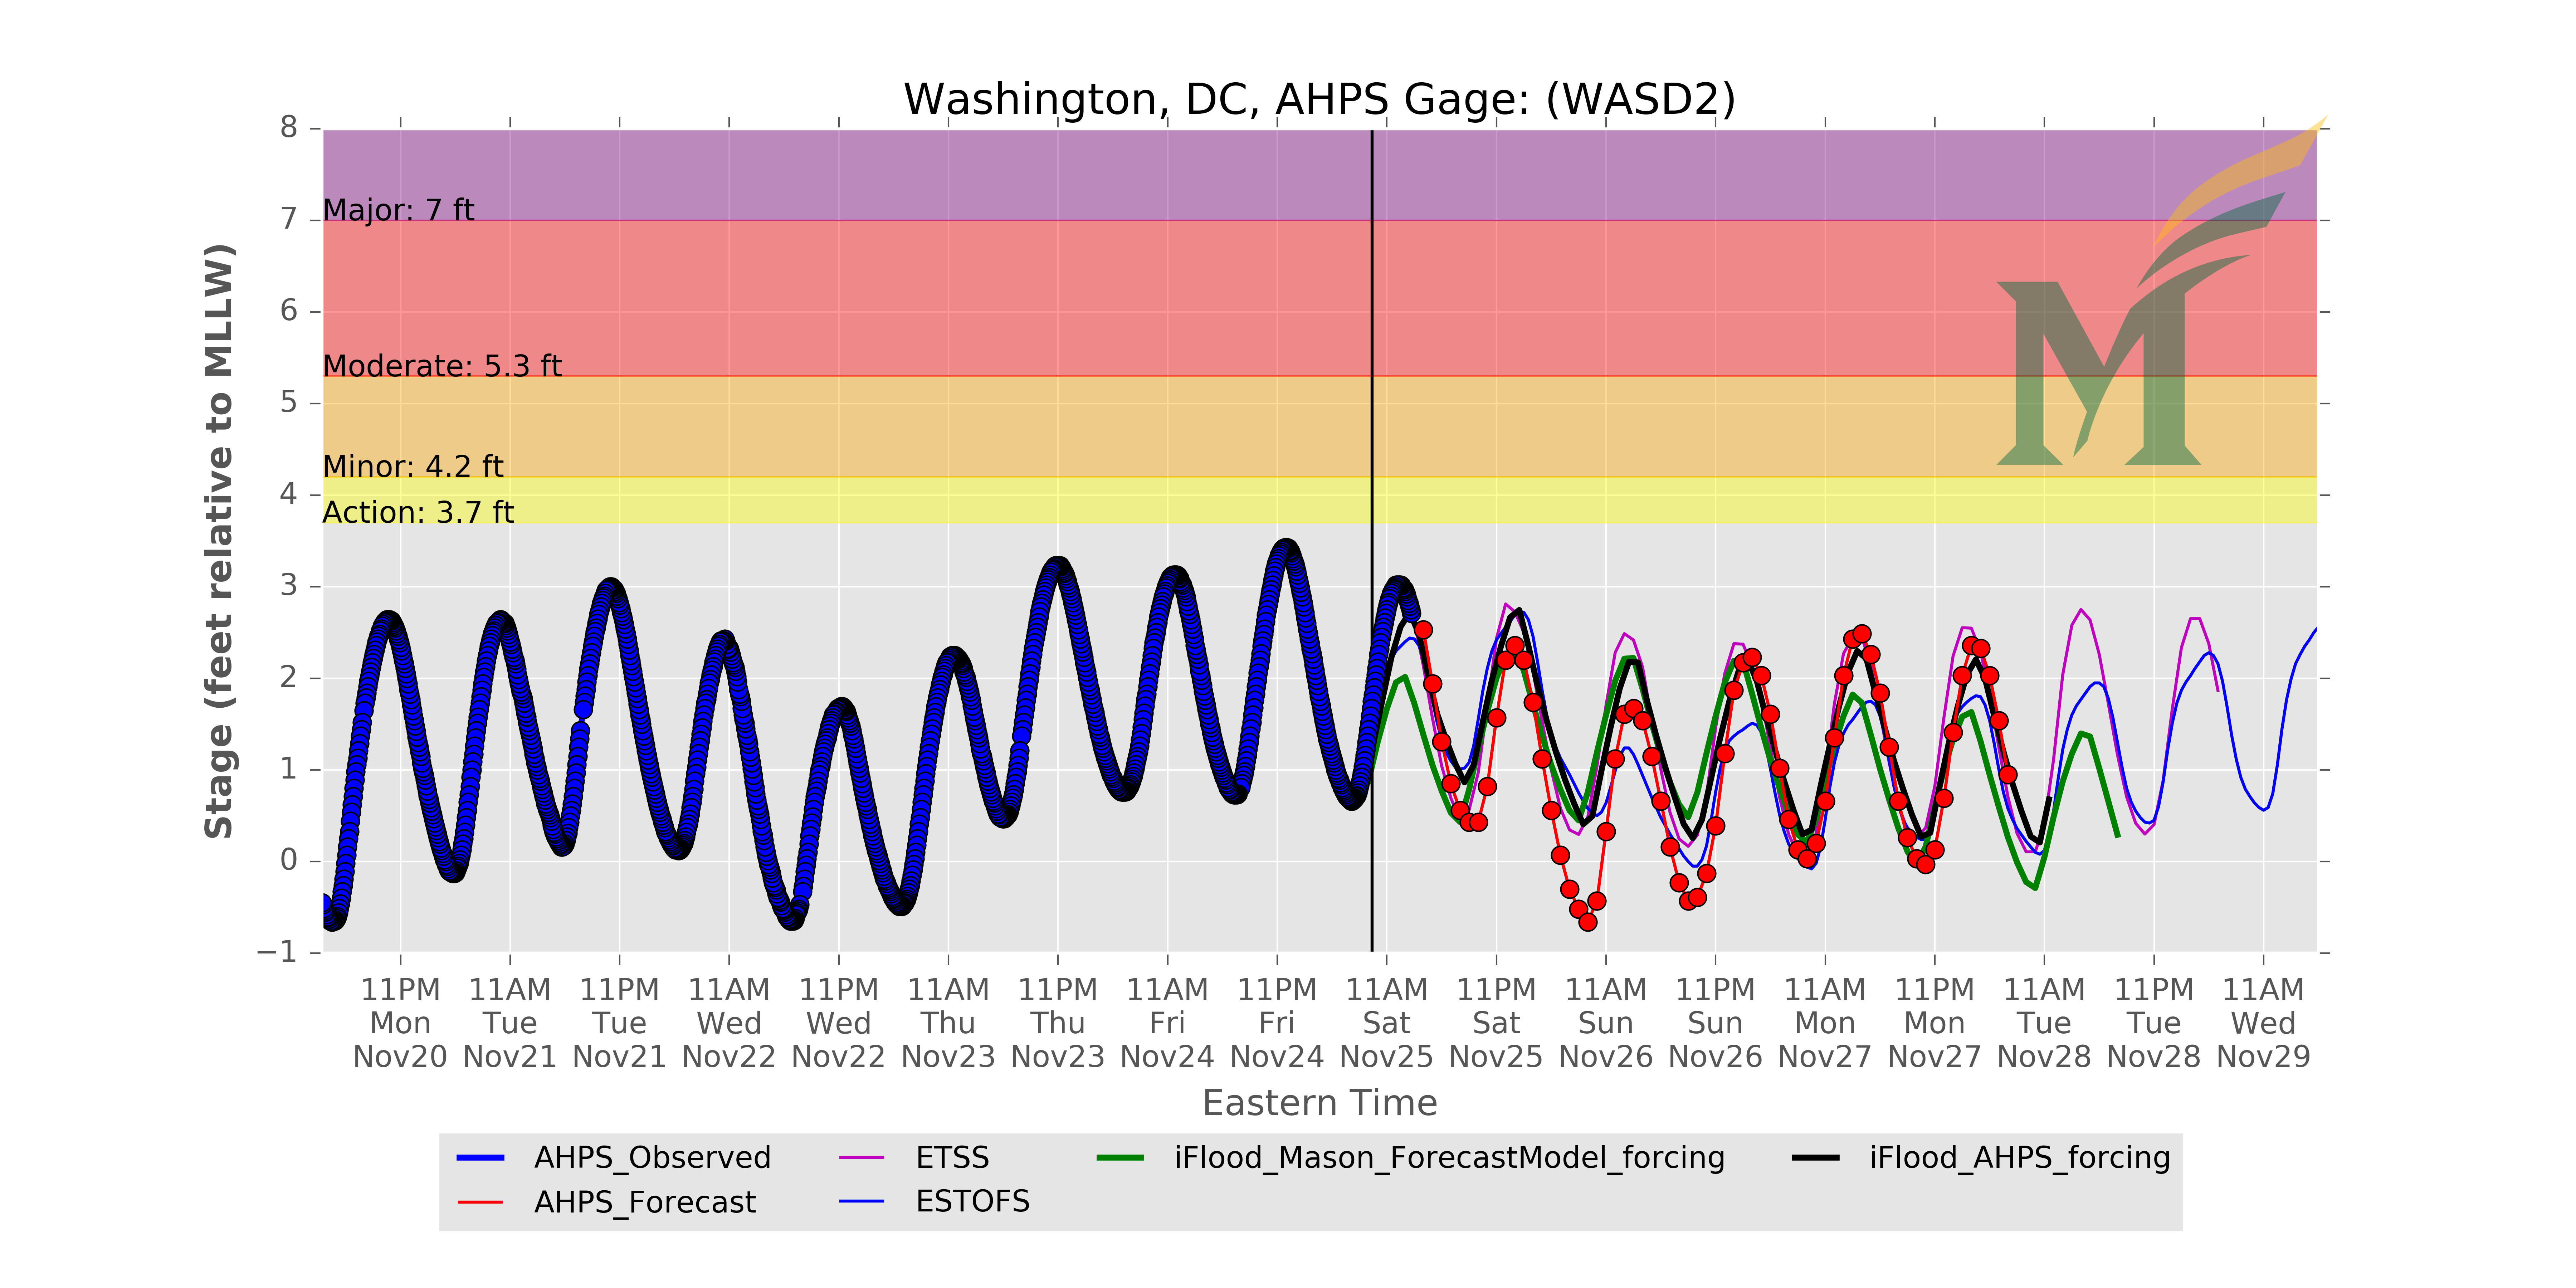 Washington, DC, AHPS Gage: (WASD2)
8
7
6
5
4
3
2
1
0
−1
Stage (feet relative to MLLW)
Major: 7 ft
Moderate: 5.3 ft
Minor: 4.2 ft
Action: 3.7 ft
11PM 11AM 11PM 11AM 11PM 11AM 11PM 11AM 11PM 11AM 11PM 11AM 11PM 11AM 11PM 11AM 11PM 11AM
Mon Tue Tue Wed Wed Thu Thu Fri Fri Sat Sat Sun Sun Mon Mon Tue Tue Wed
Nov20 Nov21 Nov21 Nov22 Nov22 Nov23 Nov23 Nov24 Nov24 Nov25 Nov25 Nov26 Nov26 Nov27 Nov27 Nov28 Nov28 Nov29
Eastern Time
AHPS_Observed ETSS iFlood_Mason_ForecastModel_forcing iFlood_AHPS_forcing
AHPS_Forecast ESTOFS
M